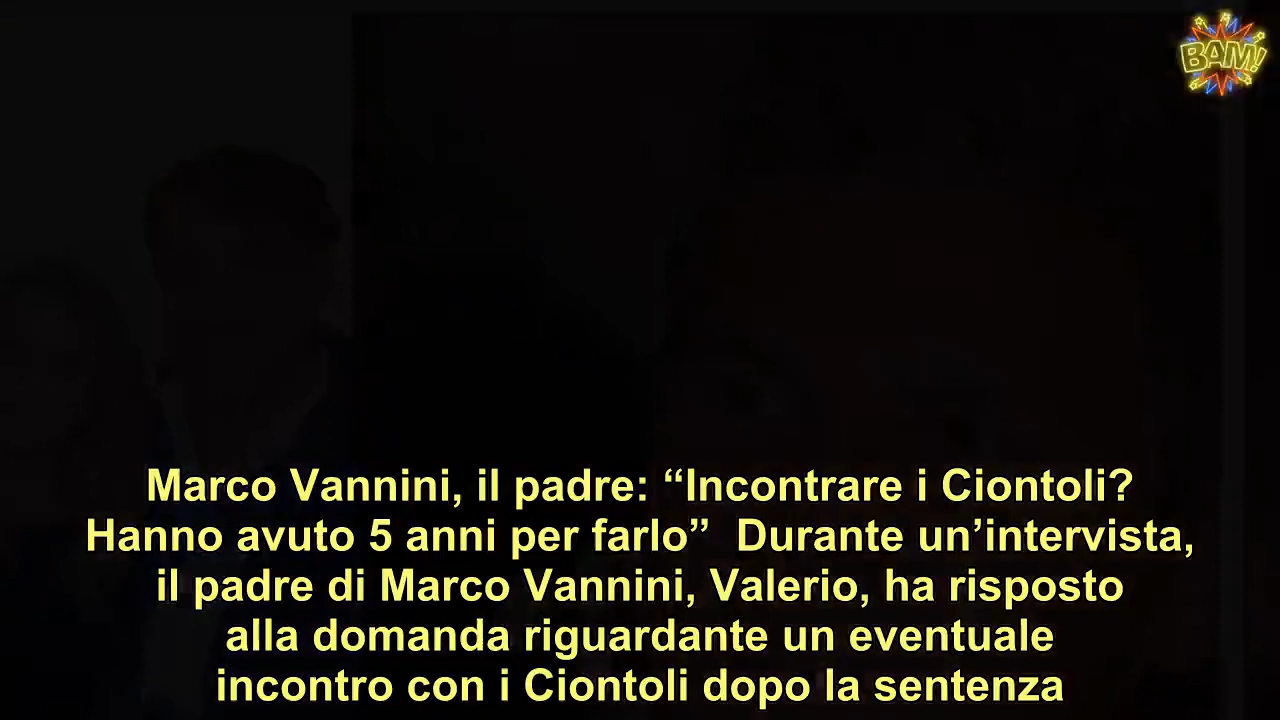 BAM!
Marco Vannini, il padre: “Incontrare i Ciontoli?
Hanno avuto 5 anni per farlo”  Durante un’intervista,
il padre di Marco Vannini, Valerio, ha risposto
alla domanda riguardante un eventuale
incontro con i Ciontoli dopo la sentenza